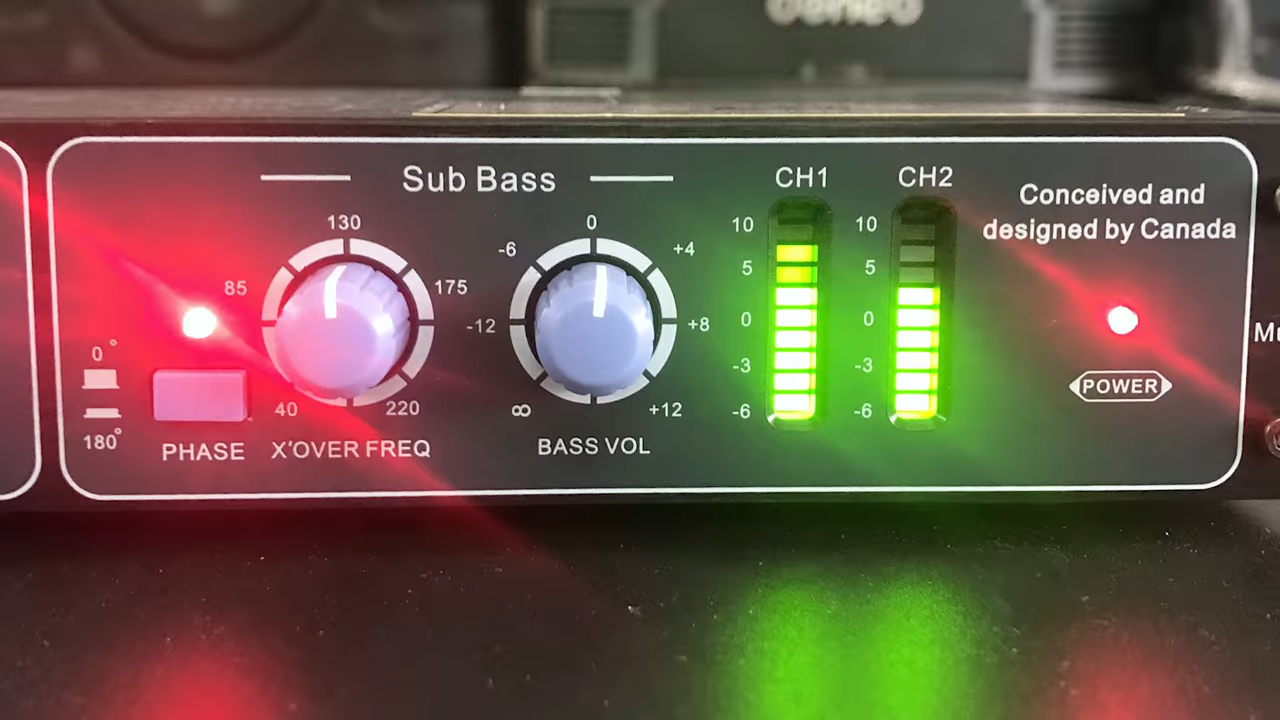 Sub Bass
130
85
175
40
220
X'OVER FREQ
0°
180°
PHASE
0
-6
+4
-12
+8
∞
+12
BASS VOL
CH1
10
5
0
-3
-6
CH2
10
5
0
-3
-6
Conceived and
designed by Canada
POWER